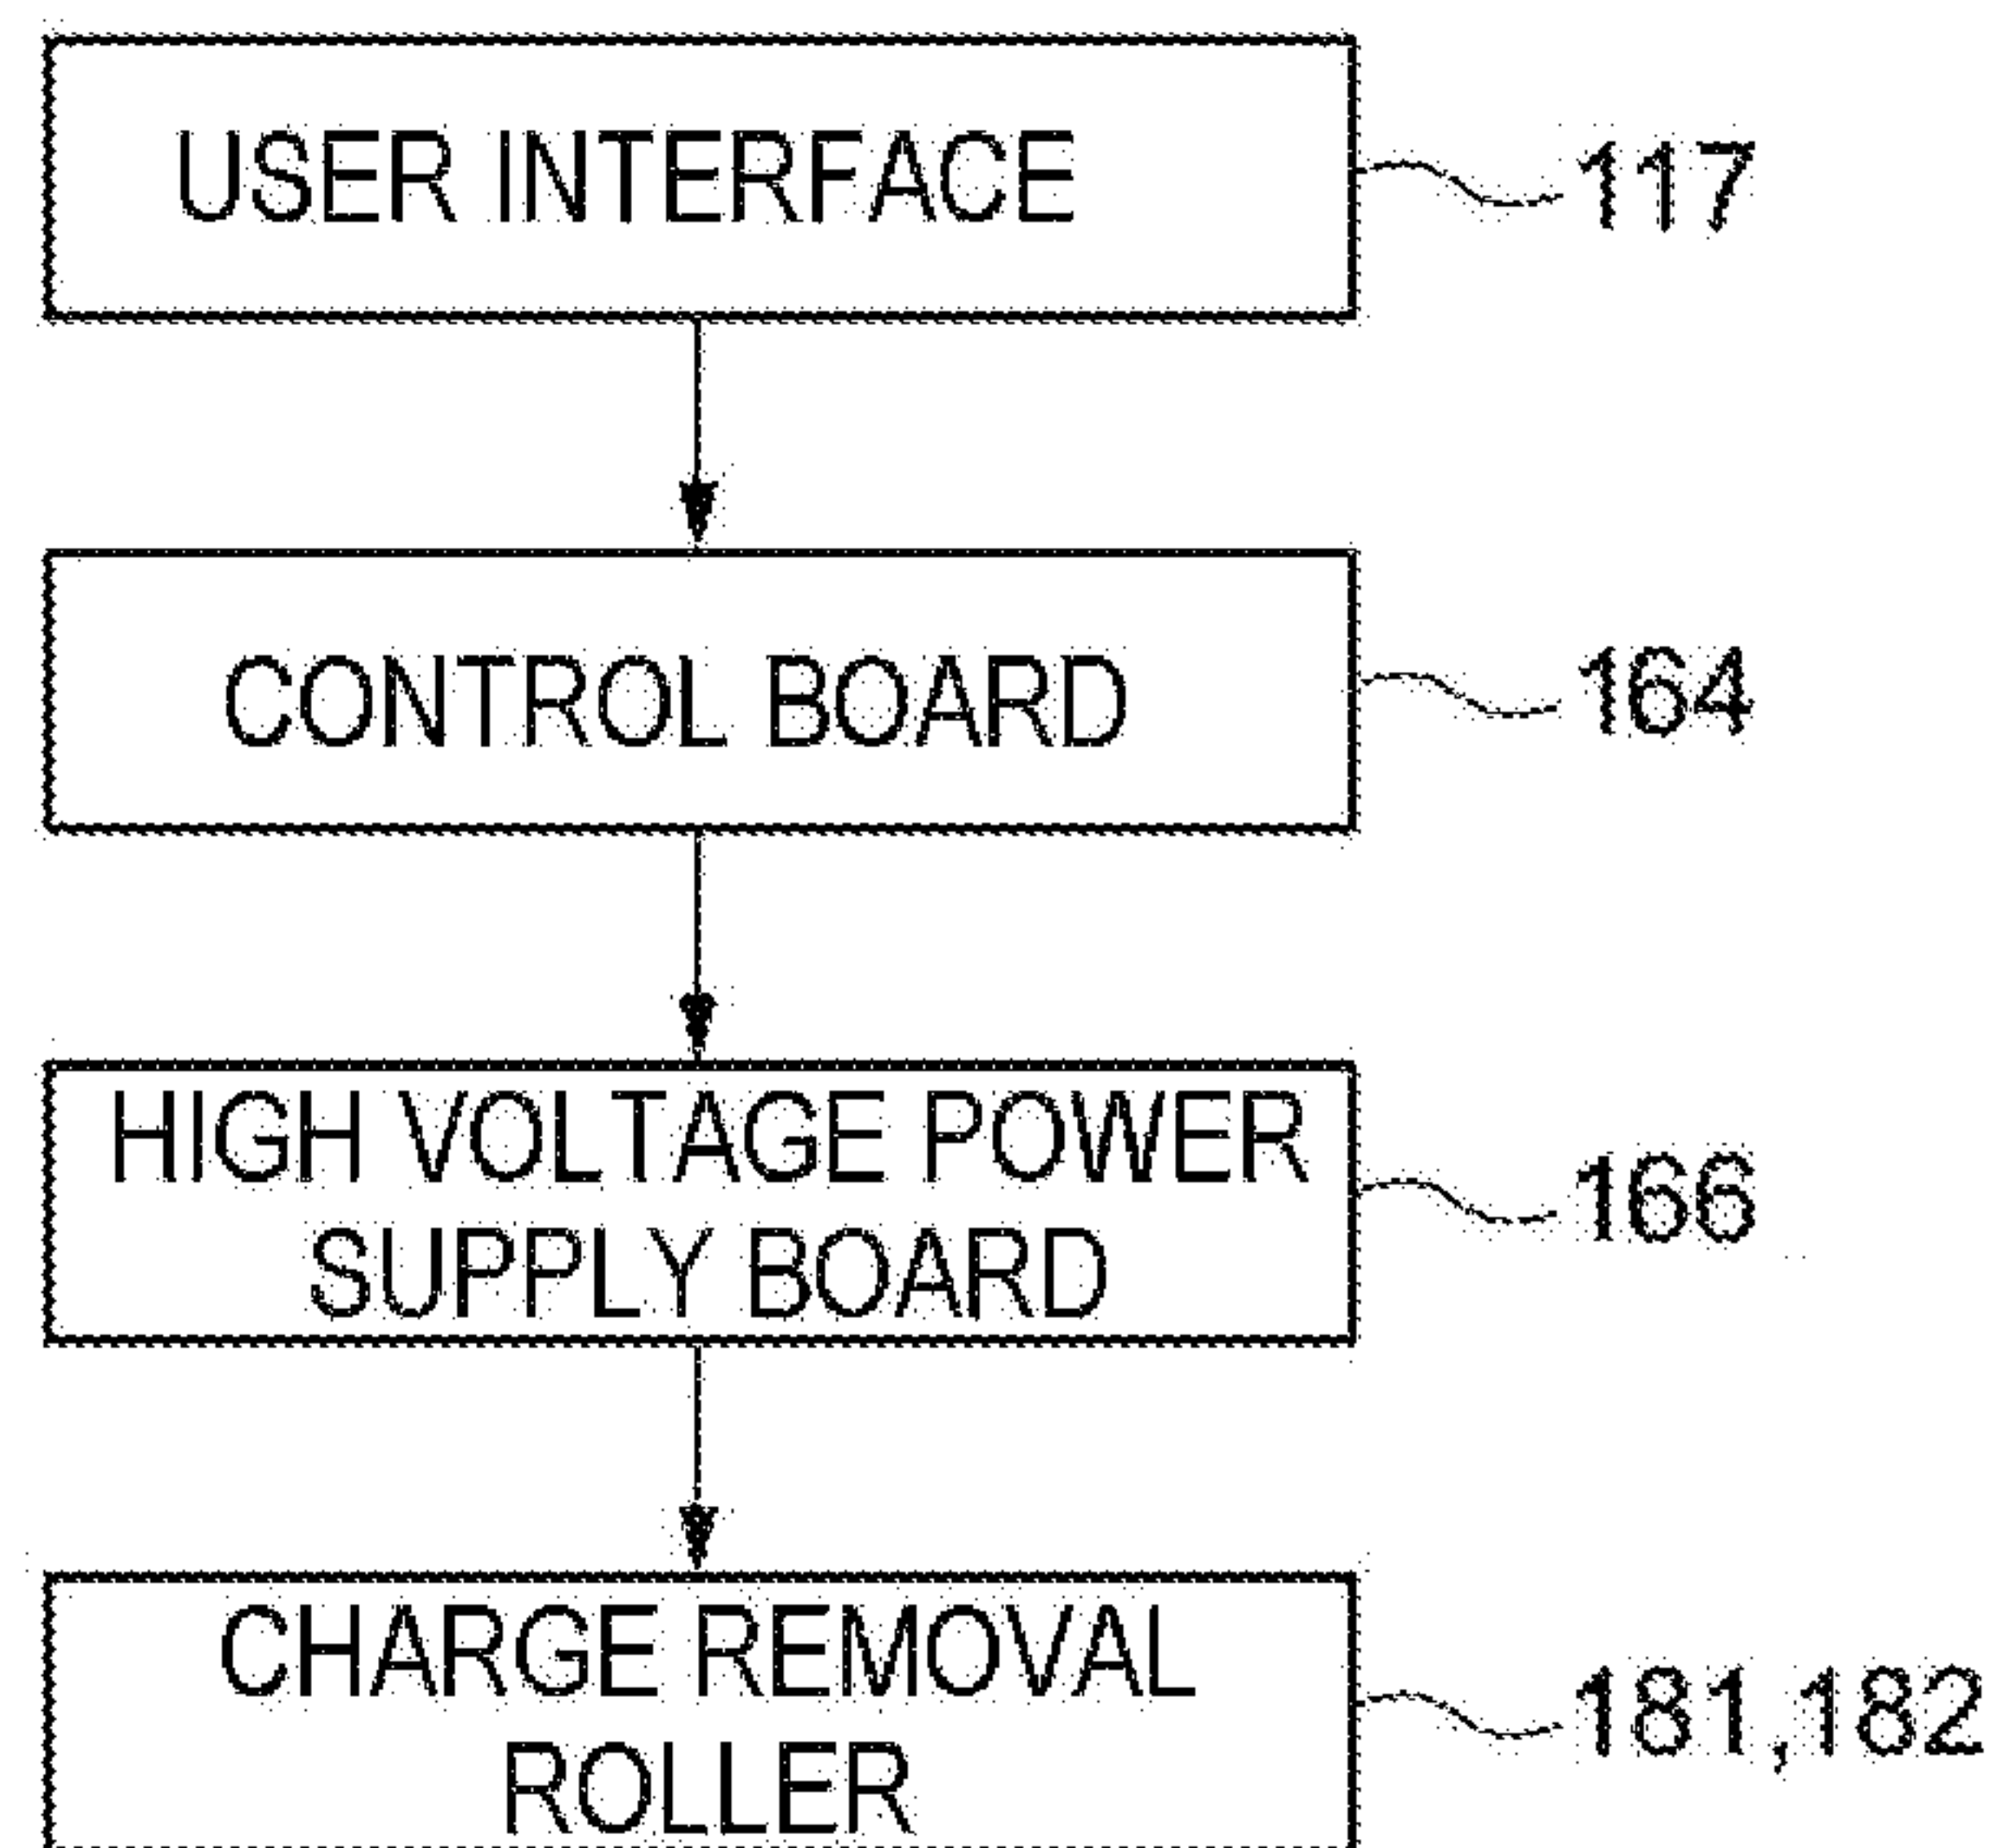 USER INTERFACE
117
CONTROL BOARD
164
HIGH VOLTAGE POWER
SUPPLY BOARD
166
CHARGE REMOVAL
ROLLER
181,182